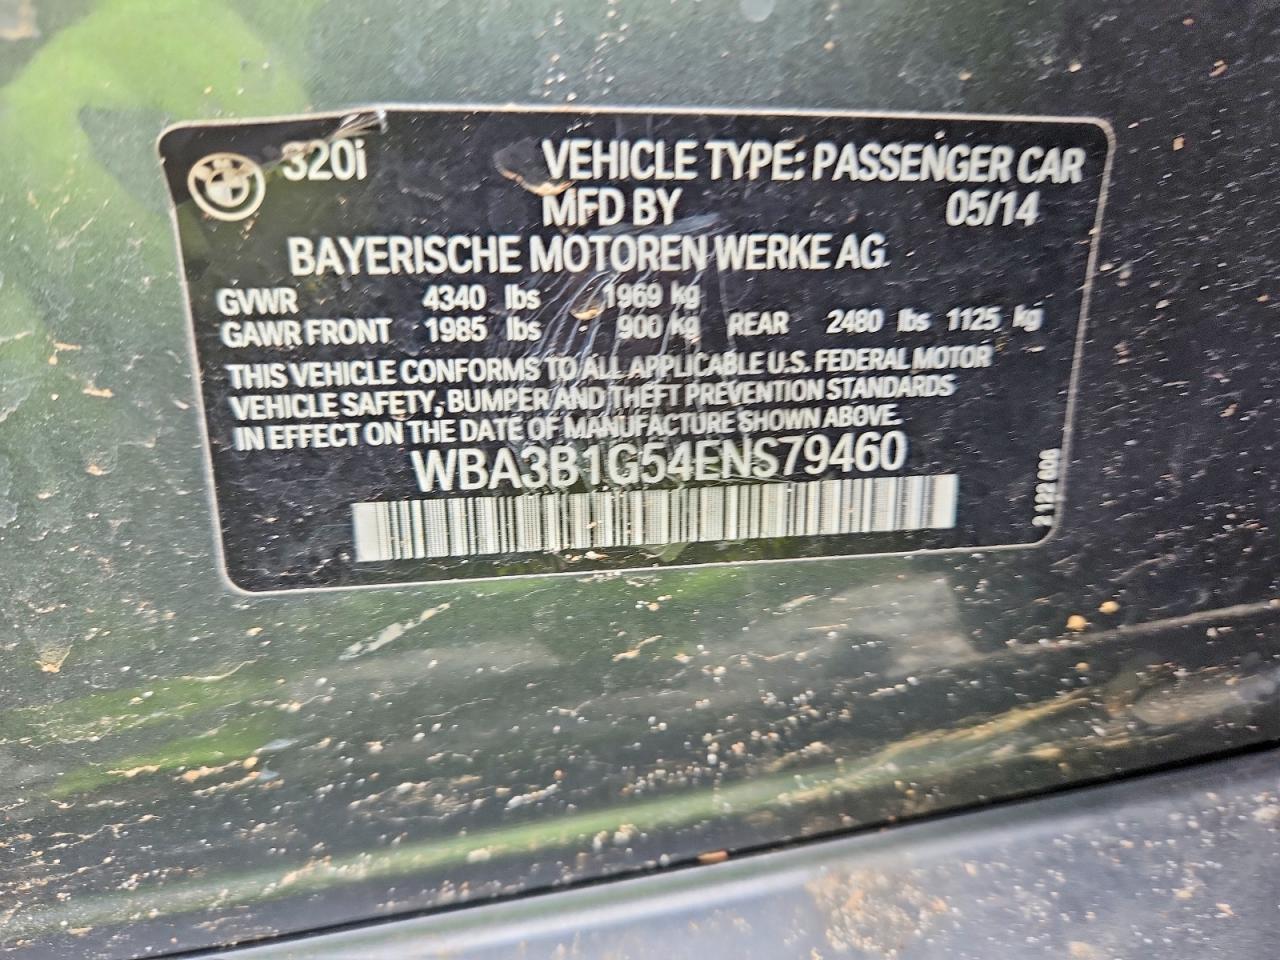 320i
VEHICLE TYPE: PASSENGER CAR
MFD BY 05/14
BAYERISCHE MOTOREN WERKE AG
GVWR 4340 lbs 1969 kg
GAWR FRONT 1985 lbs 900 kg REAR 2480 lbs 1125 kg
THIS VEHICLE CONFORMS TO ALL APPLICABLE U.S. FEDERAL MOTOR
VEHICLE SAFETY, BUMPER AND THEFT PREVENTION STANDARDS
IN EFFECT ON THE DATE OF MANUFACTURE SHOWN ABOVE.
WBA3B1G54ENS79460